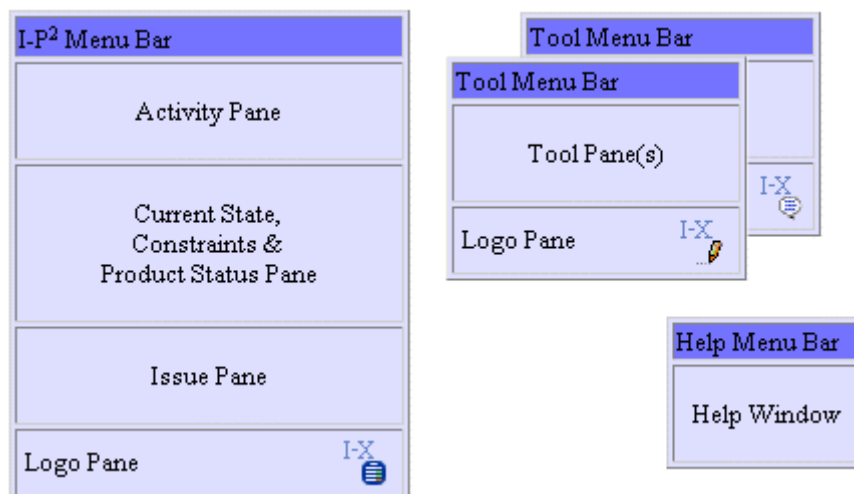 I-P² Menu Bar
Activity Pane
Current State,
Constraints &
Product Status Pane
Issue Pane
Logo Pane
I-X
Tool Menu Bar
I-X
Tool Menu Bar
Tool Pane(s)
Logo Pane
I-X
Help Menu Bar
Help Window